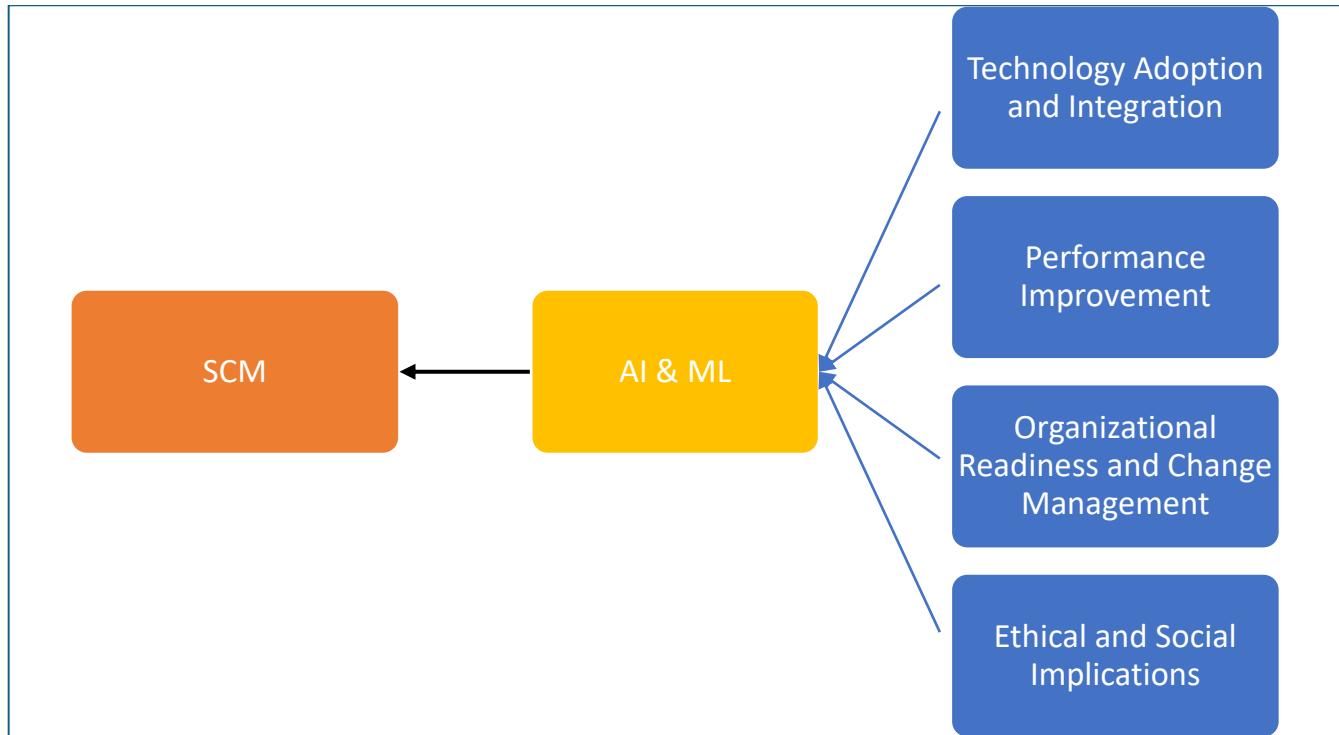 SCM
AI & ML
Technology Adoption
and Integration
Performance
Improvement
Organizational
Readiness and Change
Management
Ethical and Social
Implications